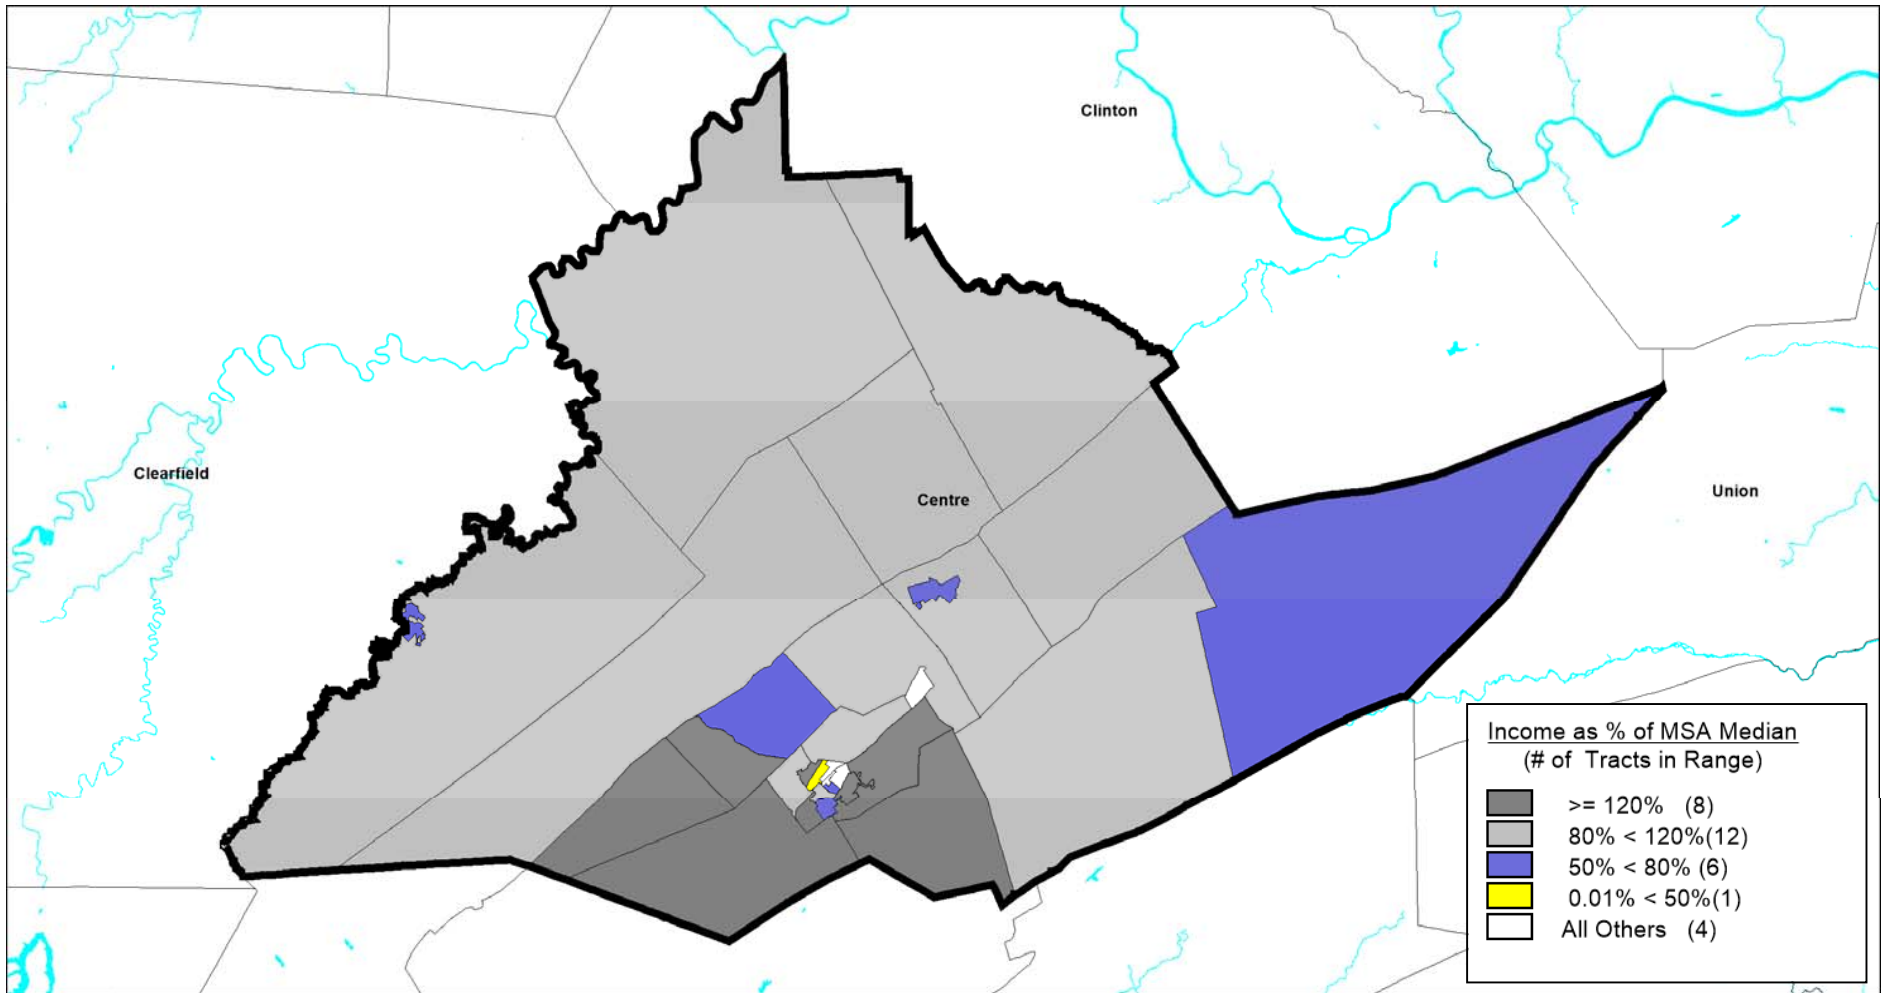 Clinton
Clearfield
Centre
Union
Income as % of MSA Median
(# of Tracts in Range)
>= 120% (8)
80% < 120%(12)
50% < 80% (6)
0.01% < 50%(1)
All Others (4)